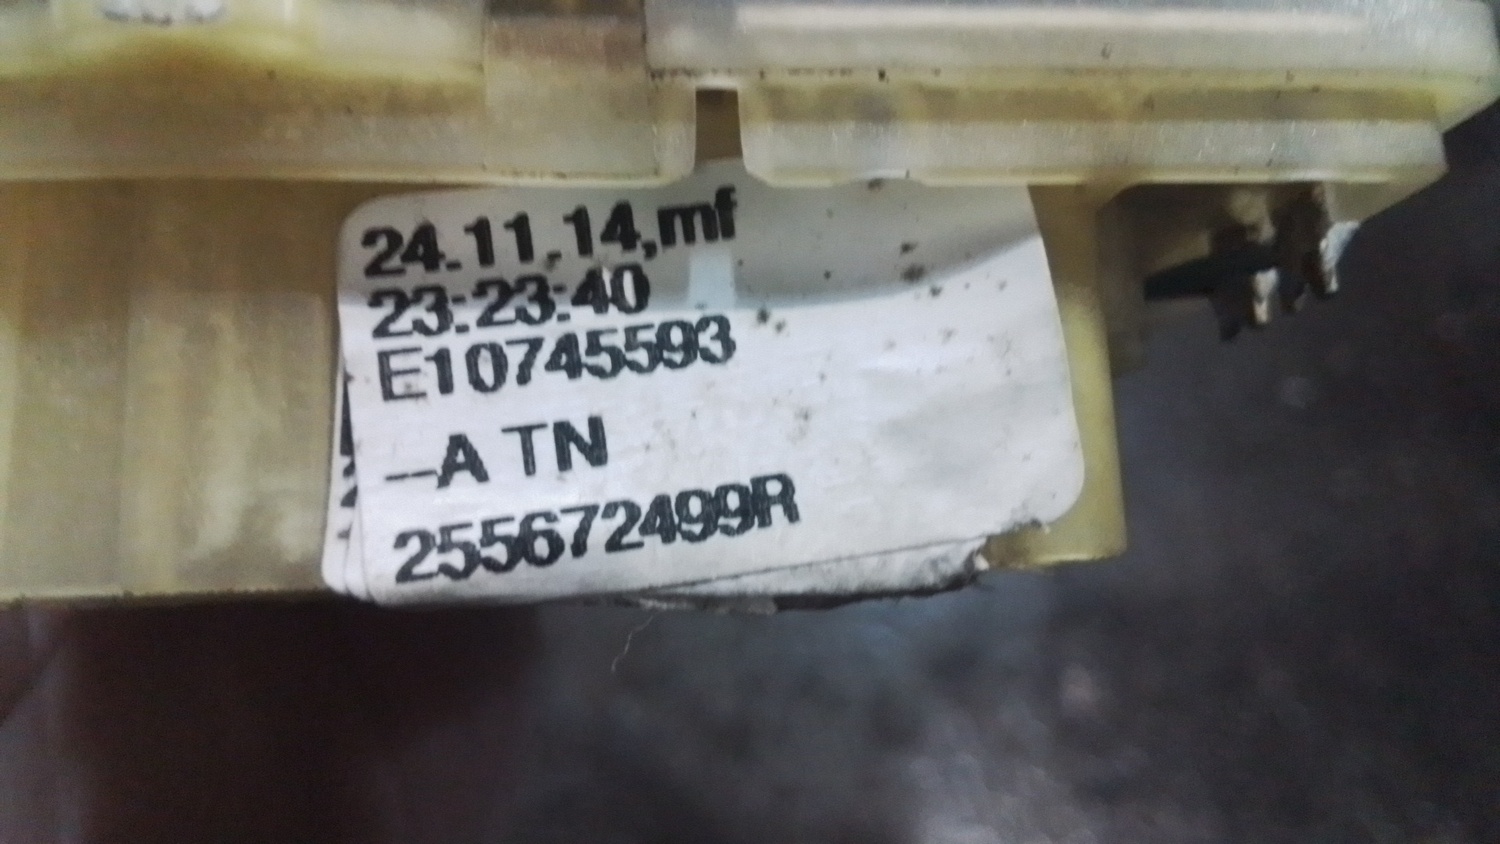 24.11.14,mf
23:23:40
E10745593
--A TN
255672499R